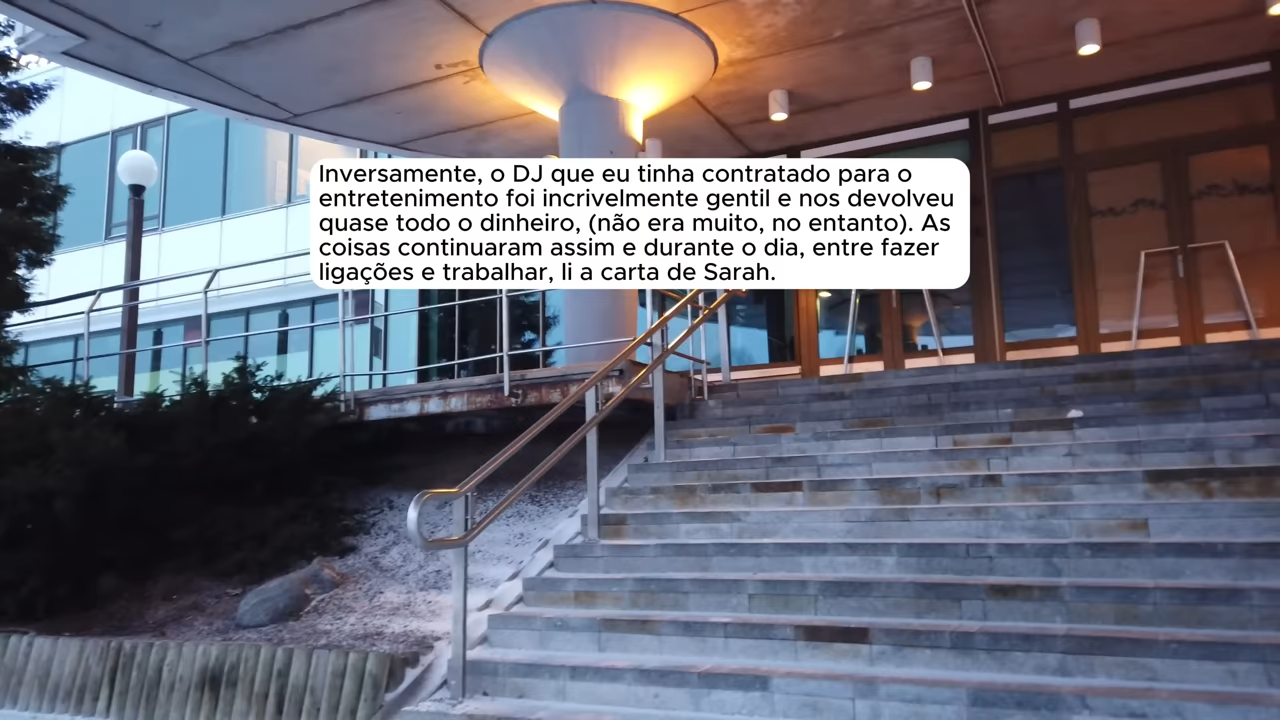 Inversamente, o DJ que eu tinha contratado para o
entretenimento foi incrivelmente gentil e nos devolveu
quase todo o dinheiro, (não era muito, no entanto). As
coisas continuaram assim e durante o dia, entre fazer
ligações e trabalhar, li a carta de Sarah.